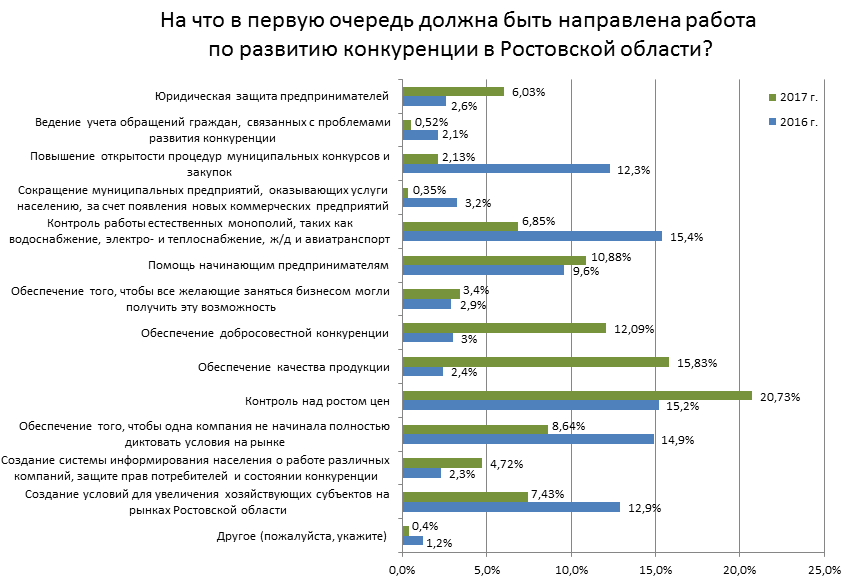 На что в первую очередь должна быть направлена работа
по развитию конкуренции в Ростовской области?
2017 г.
2016 г.
Юридическая защита предпринимателей
6,03%
2,6%
Ведение учета обращений граждан, связанных с проблемами
развития конкуренции
0,52%
2,1%
Повышение открытости процедур муниципальных конкурсов и
закупок
2,13%
12,3%
Сокращение муниципальных предприятий, оказывающих услуги
населению, за счет появления новых коммерческих предприятий
0,35%
3,2%
Контроль работы естественных монополий, таких как
водоснабжение, электро- и теплоснабжение, ж/д и авиатранспорт
6,85%
15,4%
Помощь начинающим предпринимателям
10,88%
9,6%
Обеспечение того, чтобы все желающие заняться бизнесом могли
получить эту возможность
3,4%
2,9%
Обеспечение добросовестной конкуренции
12,09%
3%
Обеспечение качества продукции
15,83%
2,4%
Контроль над ростом цен
20,73%
15,2%
Обеспечение того, чтобы одна компания не начинала полностью
диктовать условия на рынке
8,64%
14,9%
Создание системы информирования населения о работе различных
компаний, защите прав потребителей и состоянии конкуренции
4,72%
2,3%
Создание условий для увеличения хозяйствующих субъектов на
рынках Ростовской области
7,43%
12,9%
Другое (пожалуйста, укажите)
0,4%
1,2%
0,0% 5,0% 10,0% 15,0% 20,0% 25,0%